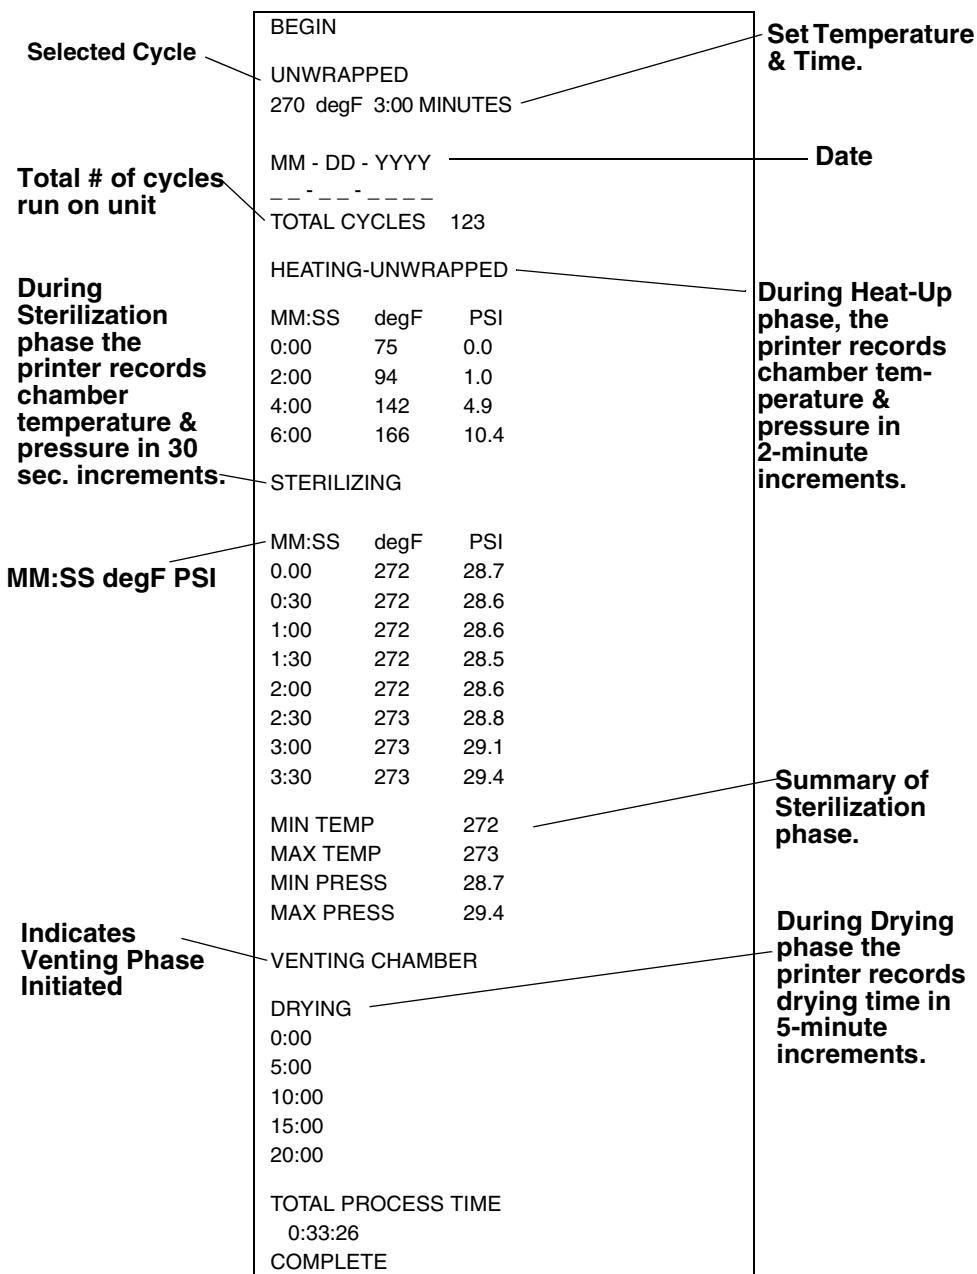 BEGIN
Selected Cycle
Set Temperature
& Time.
UNWRAPPED
270 degF 3:00 MINUTES
MM - DD - YYYY
Date
Total # of cycles
run on unit
_ _ - _ _ - _ _ _ _
TOTAL CYCLES 123
HEATING-UNWRAPPED
During
Sterilization
phase the
printer records
chamber
temperature &
pressure in 30
sec. increments.
During Heat-Up
phase, the
printer records
chamber tem-
perature &
pressure in
2-minute
increments.
MM:SS degF PSI
0:00 75 0.0
2:00 94 1.0
4:00 142 4.9
6:00 166 10.4
STERILIZING
MM:SS degF PSI
MM:SS degF PSI
0.00 272 28.7
0:30 272 28.6
1:00 272 28.6
1:30 272 28.5
2:00 272 28.6
2:30 273 28.8
3:00 273 29.1
3:30 273 29.4
Summary of
Sterilization
phase.
MIN TEMP 272
MAX TEMP 273
MIN PRESS 28.7
MAX PRESS 29.4
Indicates
Venting Phase
Initiated
VENTING CHAMBER
During Drying
phase the
printer records
drying time in
5-minute
increments.
DRYING
0:00
5:00
10:00
15:00
20:00
TOTAL PROCESS TIME
0:33:26
COMPLETE